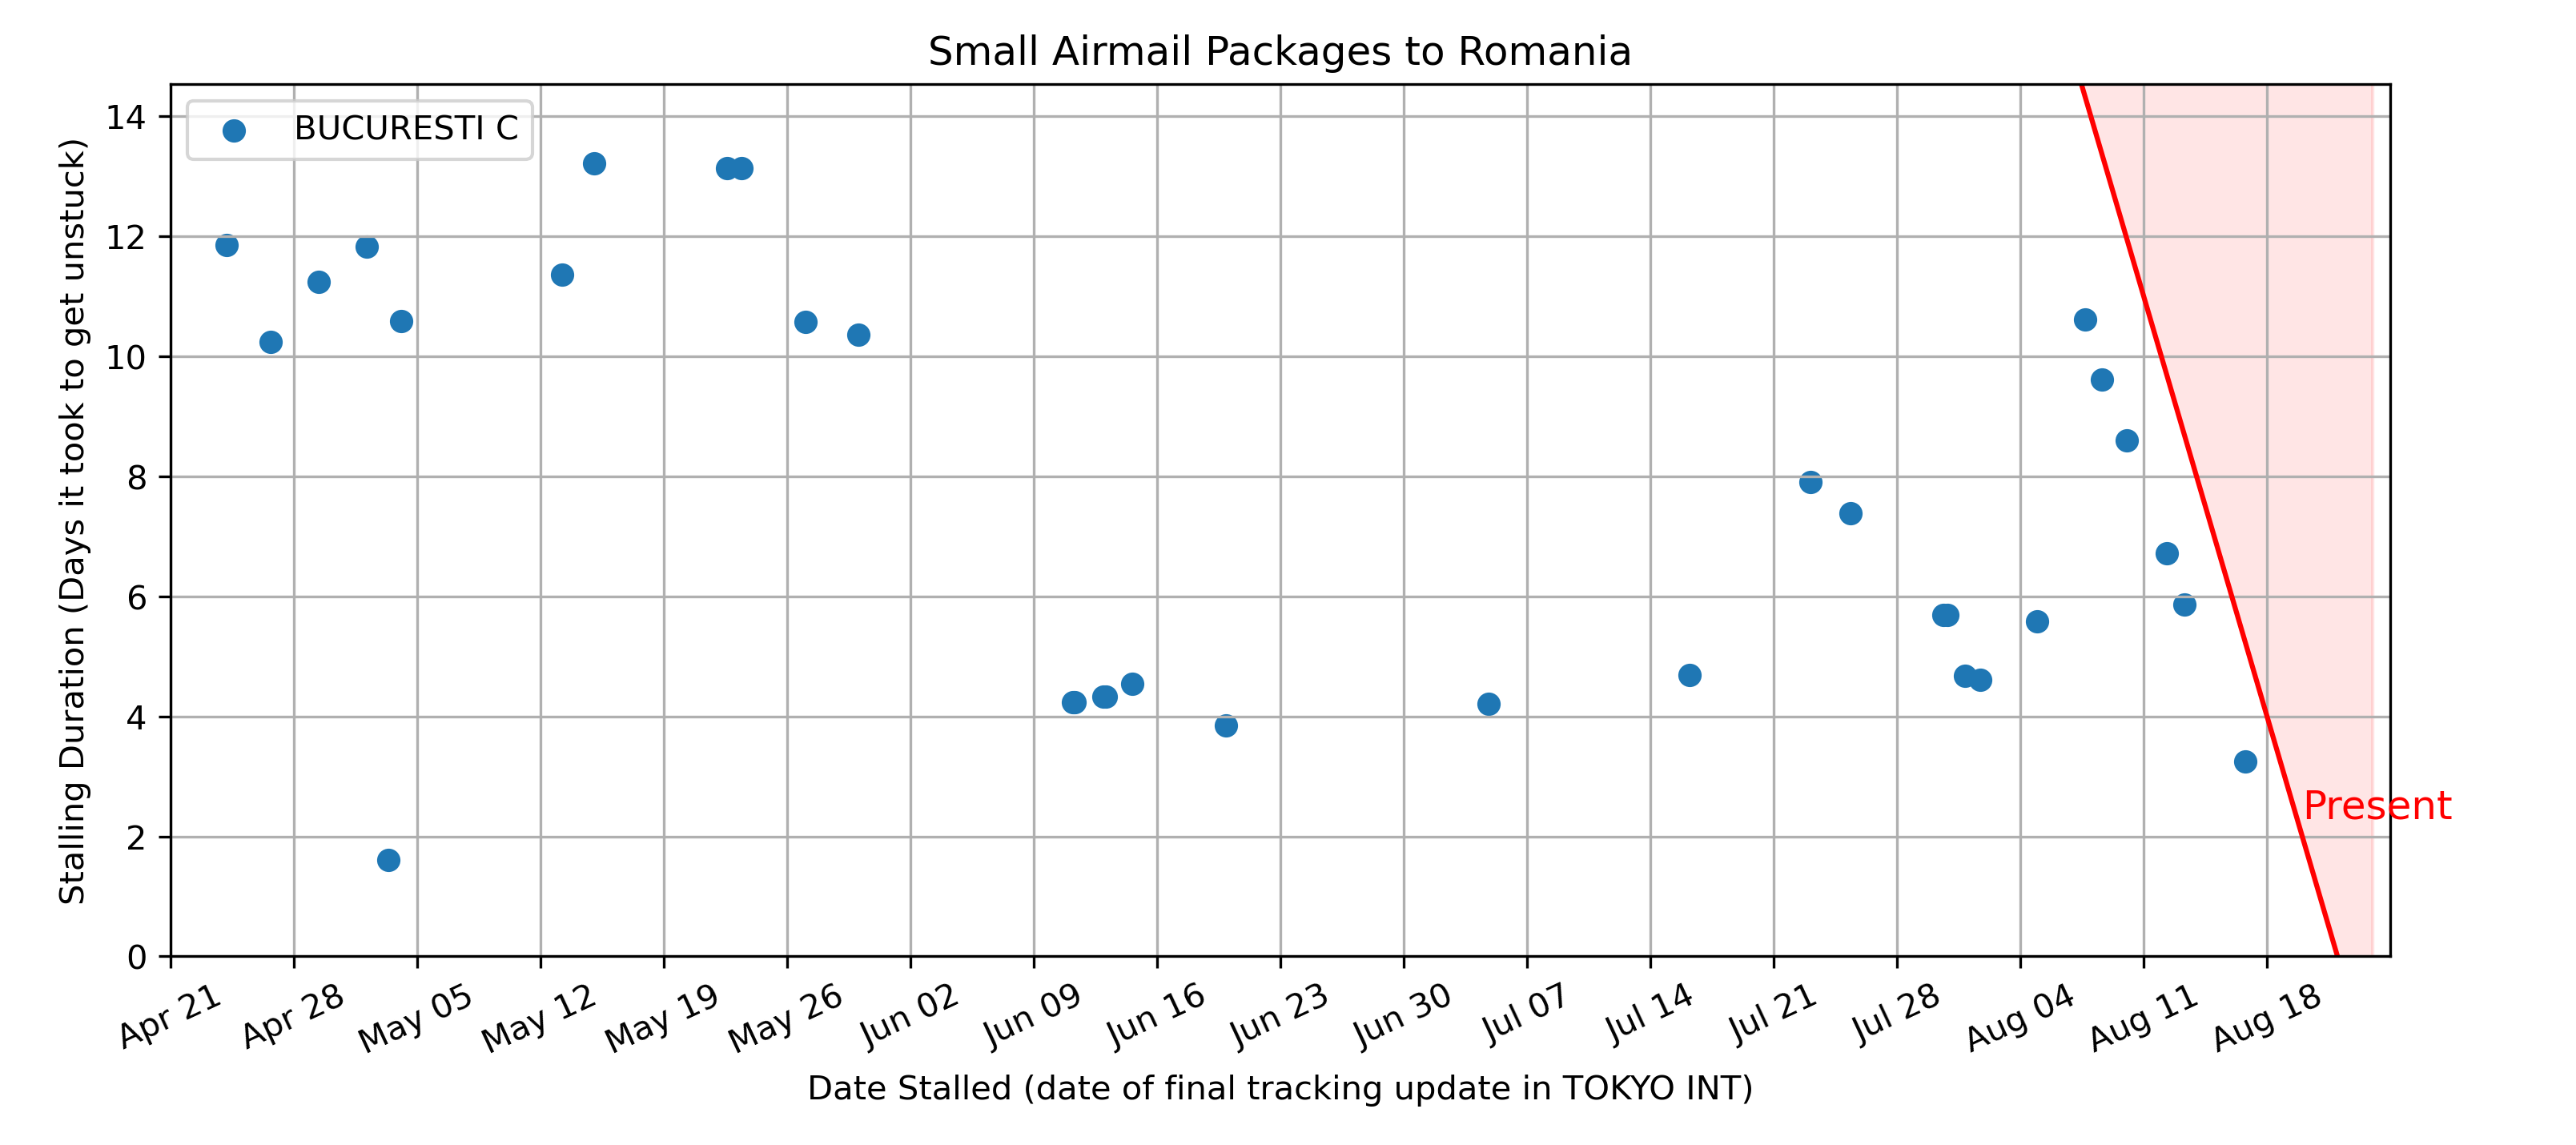 Small Airmail Packages to Romania
BUCURESTI C
Stalling Duration (Days it took to get unstuck)
14
12
10
8
6
4
2
0
Present
Apr 21
Apr 28
May 05
May 12
May 19
May 26
Jun 02
Jun 09
Jun 16
Jun 23
Jun 30
Jul 07
Jul 14
Jul 21
Jul 28
Aug 04
Aug 11
Aug 18
Date Stalled (date of final tracking update in TOKYO INT)